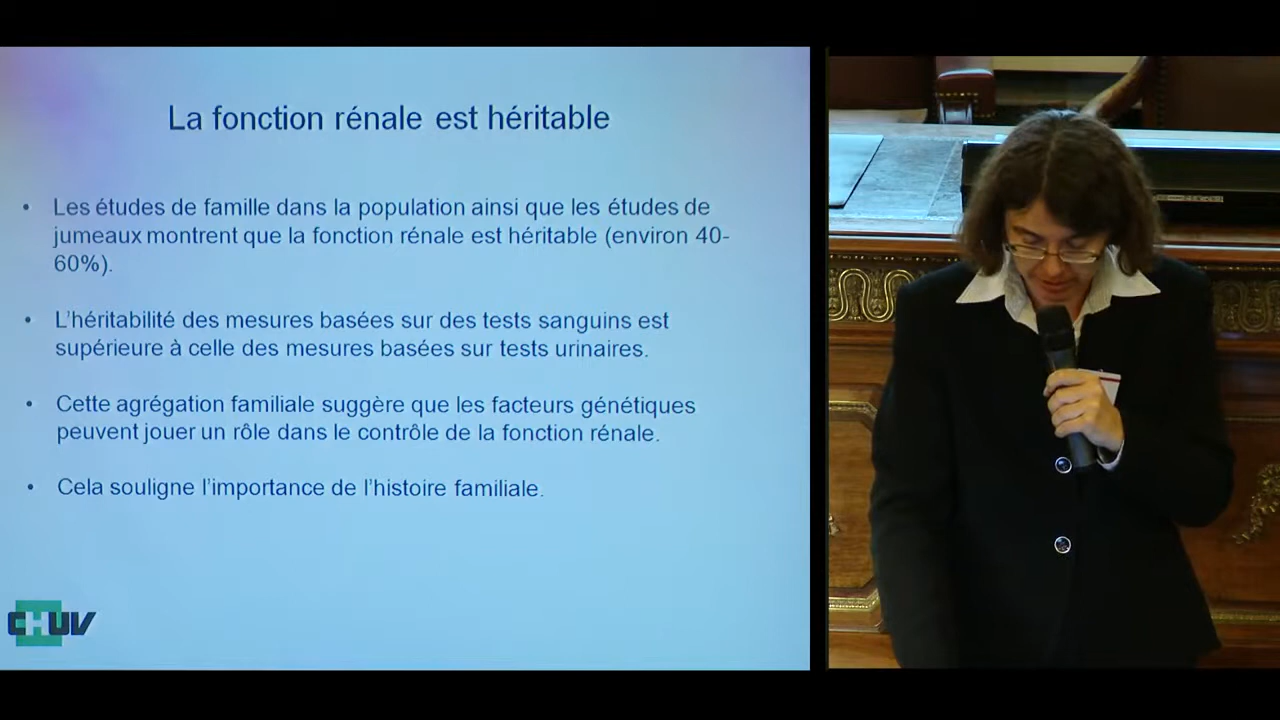 La fonction rénale est héritable
• Les études de famille dans la population ainsi que les études de
jumeaux montrent que la fonction rénale est héritable (environ 40-
60%).
• L'héritabilité des mesures basées sur des tests sanguins est
supérieure à celle des mesures basées sur tests urinaires.
• Cette agrégation familiale suggère que les facteurs génétiques
peuvent jouer un rôle dans le contrôle de la fonction rénale.
• Cela souligne l'importance de l'histoire familiale.
CHUV